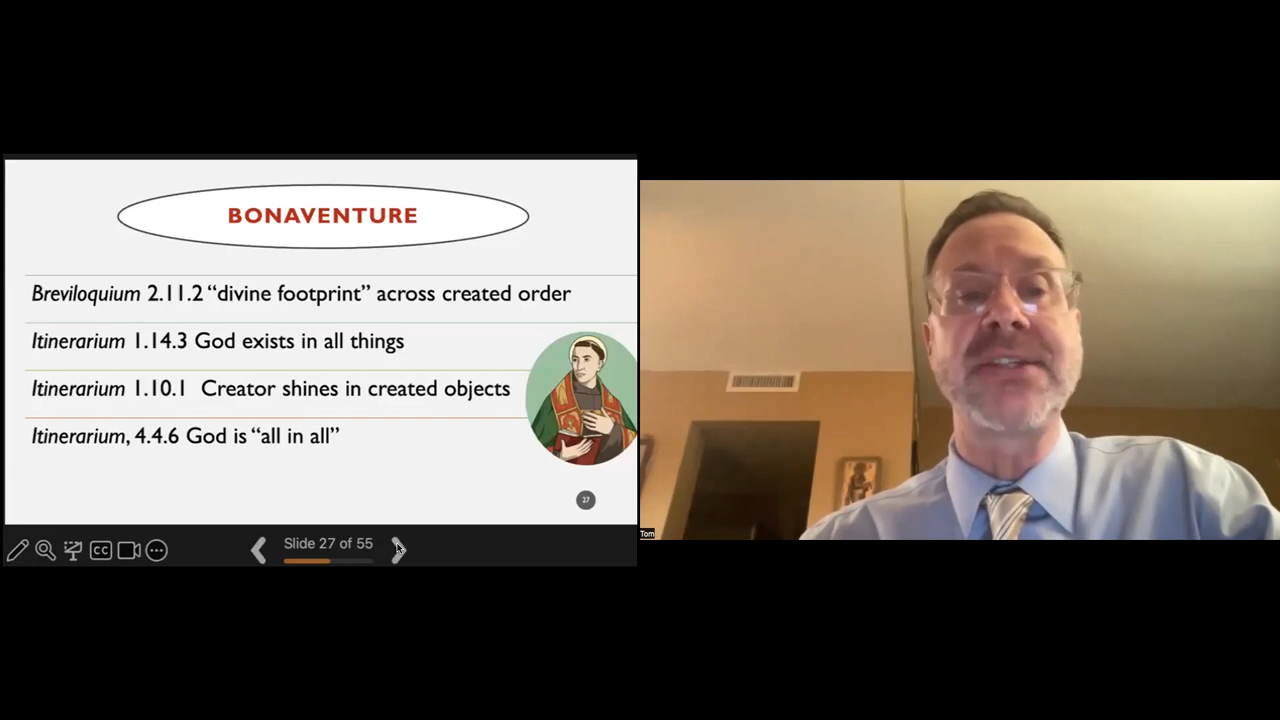 BONAVENTURE
Breviloquium 2.11.2 “divine footprint” across created order
Itinerarium 1.14.3 God exists in all things
Itinerarium 1.10.1 Creator shines in created objects
Itinerarium, 4.4.6 God is “all in all”
27
CC
Slide 27 of 55
Tom